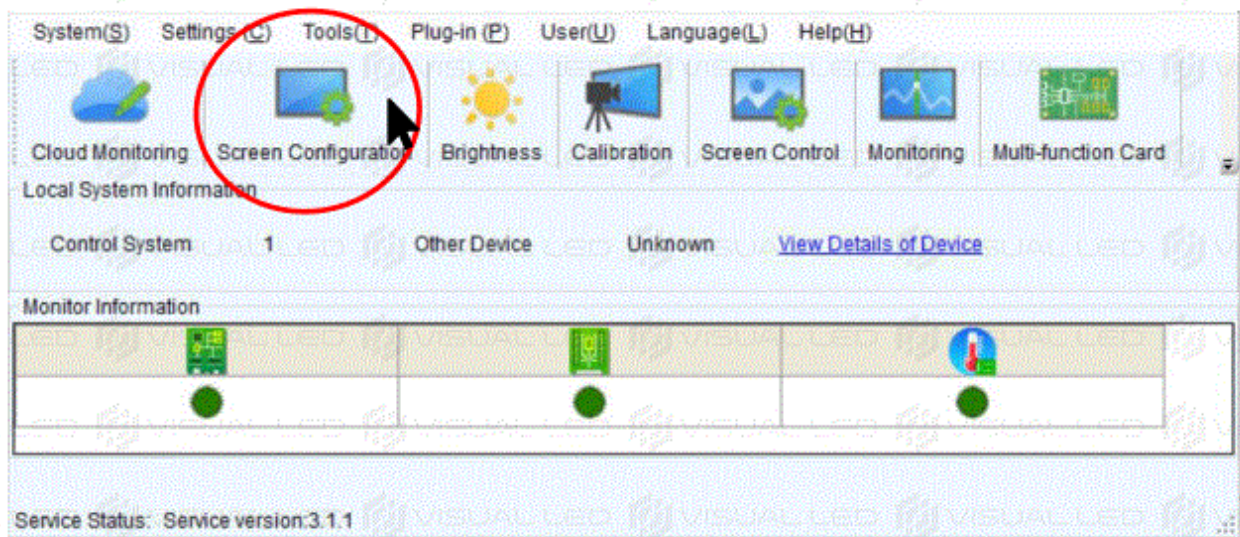 System(S) Settings (C) Tools(T) Plug-in (P) User(U) Language(L) Help(H)
Cloud Monitoring Screen Configuration Brightness Calibration Screen Control Monitoring Multi-function Card
Local System Information
Control System 1 Other Device Unknown View Details of Device
Monitor Information
Service Status: Service version:3.1.1
VISUAL LED